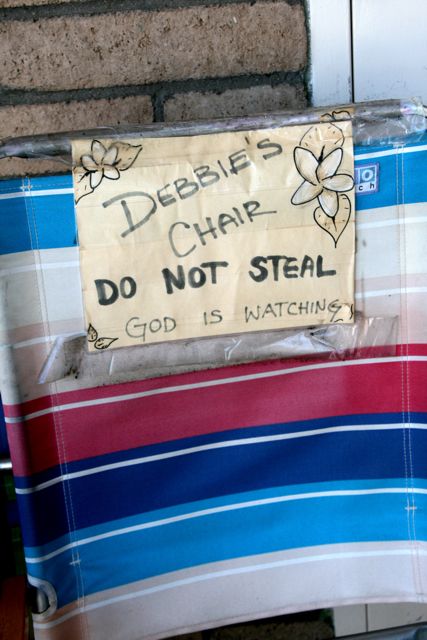 DEBBIE'S
CHAIR
DO NOT STEAL
GOD IS WATCHING